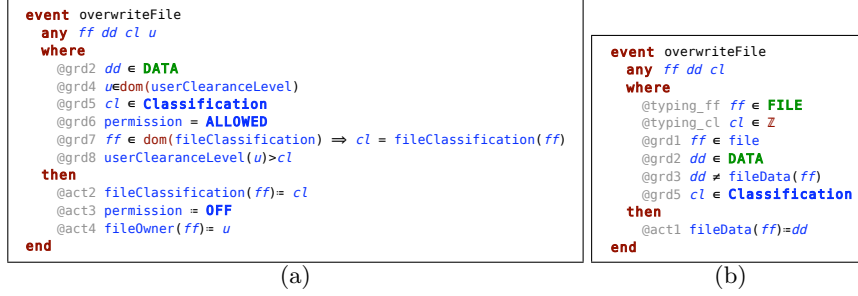 event overwriteFile
any ff dd cl u
where
@grd2 dd ∈ DATA
@grd4 u∈dom(userClearanceLevel)
@grd5 cl ∈ Classification
@grd6 permission = ALLOWED
@grd7 ff ∈ dom(fileClassification) ⇒ cl = fileClassification(ff)
@grd8 userClearanceLevel(u)>cl
then
@act2 fileClassification(ff)≔ cl
@act3 permission ≔ OFF
@act4 fileOwner(ff)≔ u
end
(a)
event overwriteFile
any ff dd cl
where
@typing_ff ff ∈ FILE
@typing_cl cl ∈ ℤ
@grd1 ff ∈ file
@grd2 dd ∈ DATA
@grd3 dd ≠ fileData(ff)
@grd5 cl ∈ Classification
then
@act1 fileData(ff)≔dd
end
(b)